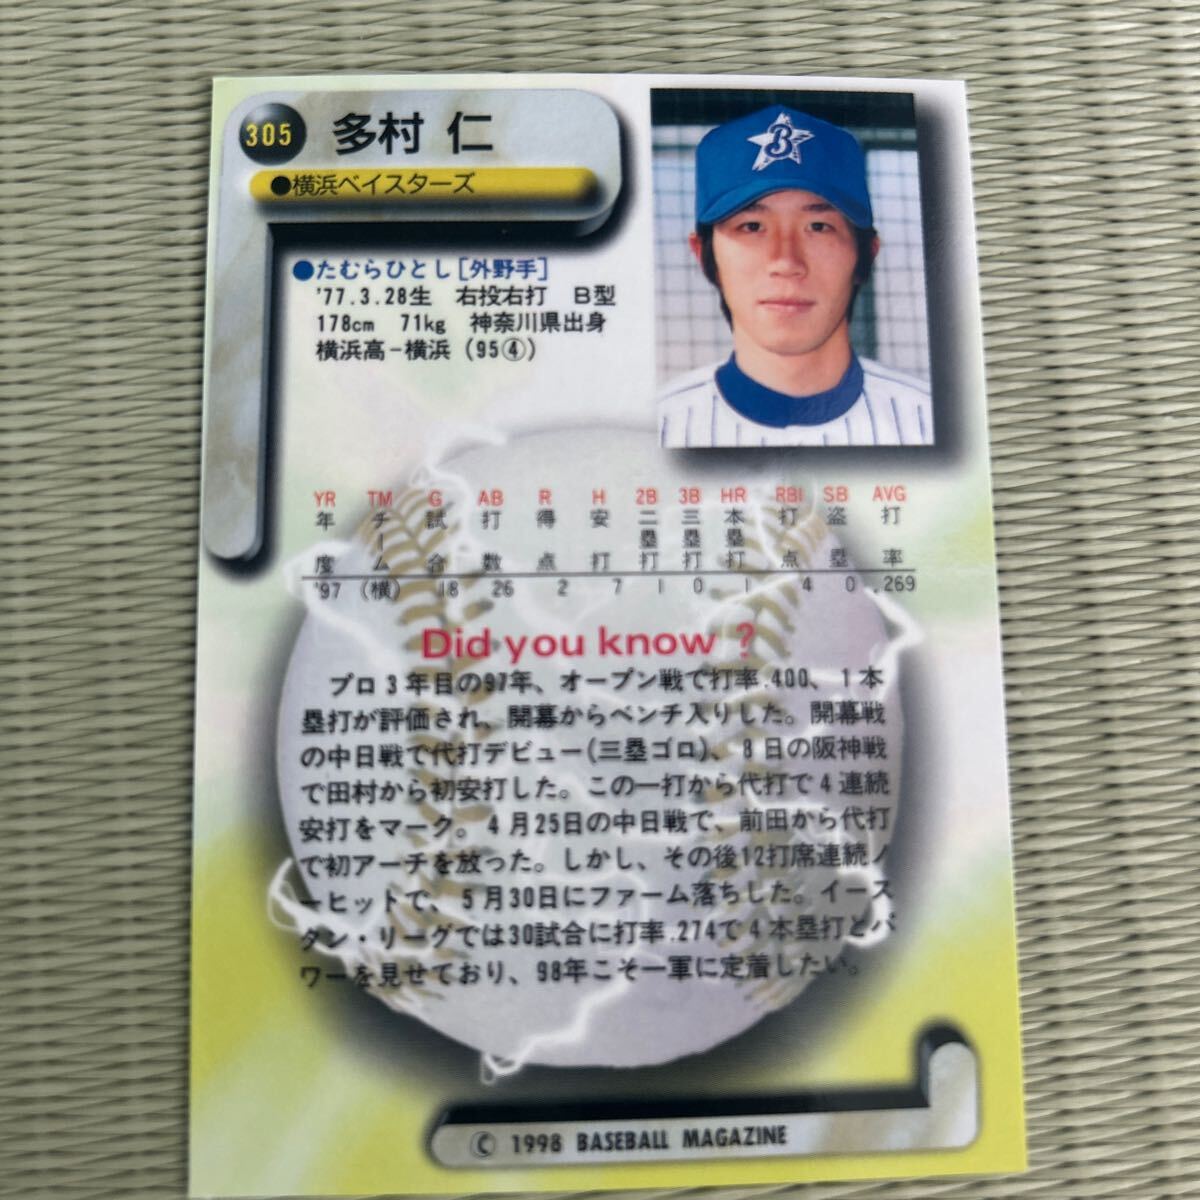 305 多村 仁
●横浜ベイスターズ
B
●たむらひとし[外野手]
'77.3.28生 右投右打 B型
178cm 71kg 神奈川県出身
横浜高-横浜 (95④)
YR TM G AB R H 2B 3B HR RBI SB AVG
年度 チーム 試合 打数 得点 安打 二塁打 三塁打 本塁打 打点 盗塁 打率
'97 (横) 18 26 2 7 1 0 1 4 0 .269
Did you know ?
プロ3年目の97年、オープン戦で打率.400、1本
塁打が評価され、開幕からベンチ入りした。開幕戦
の中日戦で代打デビュー(三塁ゴロ)、8日の阪神戦
で田村から初安打した。この一打から代打で4連続
安打をマーク。4月25日の中日戦で、前田から代打
で初アーチを放った。しかし、その後12打席連続ノ
ーヒットで、5月30日にファーム落ちした。イース
タン・リーグでは30試合に打率.274で4本塁打とパ
ワーを見せており、98年こそ一軍に定着したい。
© 1998 BASEBALL MAGAZINE